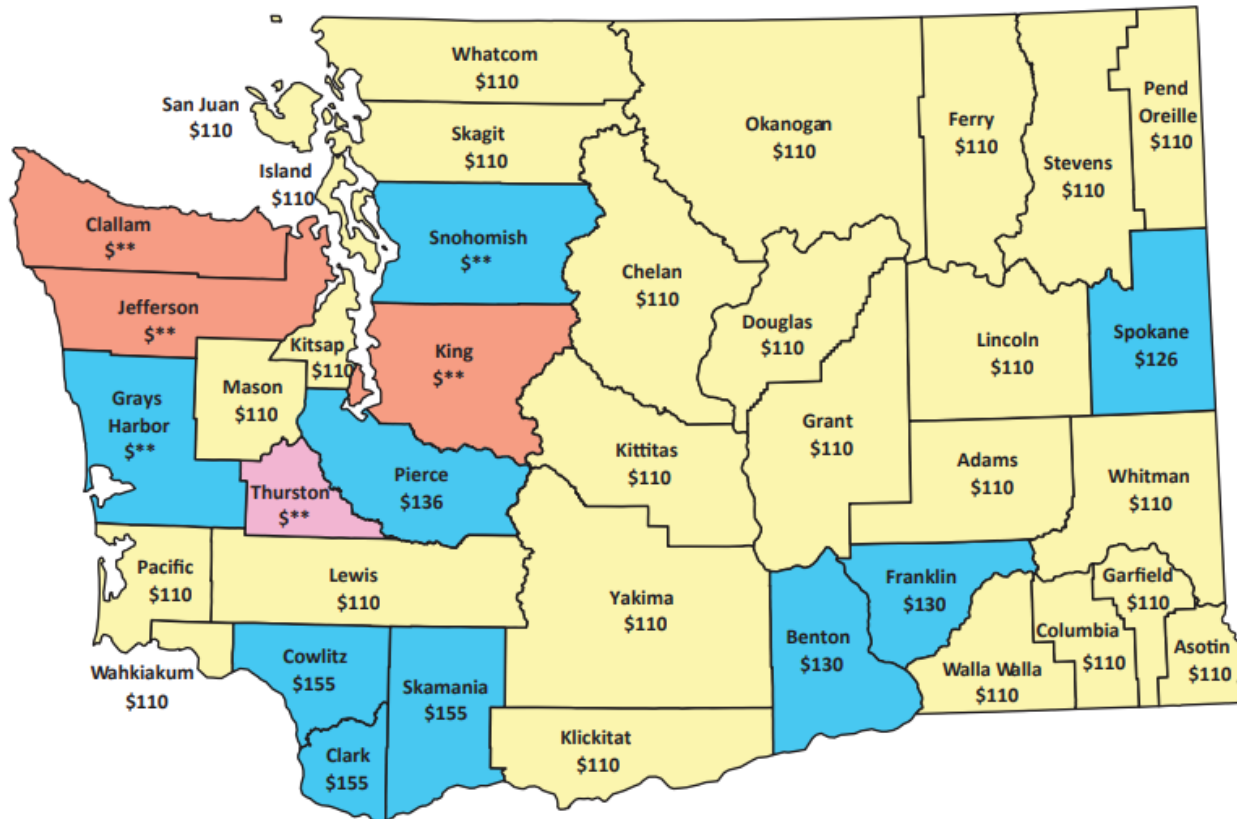 Whatcom
$110
San Juan
$110
Skagit
$110
Island
$110
Okanogan
$110
Ferry
$110
Stevens
$110
Pend
Oreille
$110
Clallam
$**
Snohomish
$**
Chelan
$110
Jefferson
$**
Kitsap
$110
King
$**
Douglas
$110
Lincoln
$110
Spokane
$126
Mason
$110
Grays
Harbor
$**
Grant
$110
Kittitas
$110
Adams
$110
Whitman
$110
Thurston
$**
Pierce
$136
Pacific
$110
Lewis
$110
Yakima
$110
Franklin
$130
Garfield
$110
Benton
$130
Columbia
$110
Asotin
$110
Walla Walla
$110
Wahkiakum
$110
Cowlitz
$155
Skamania
$155
Clark
$155
Klickitat
$110